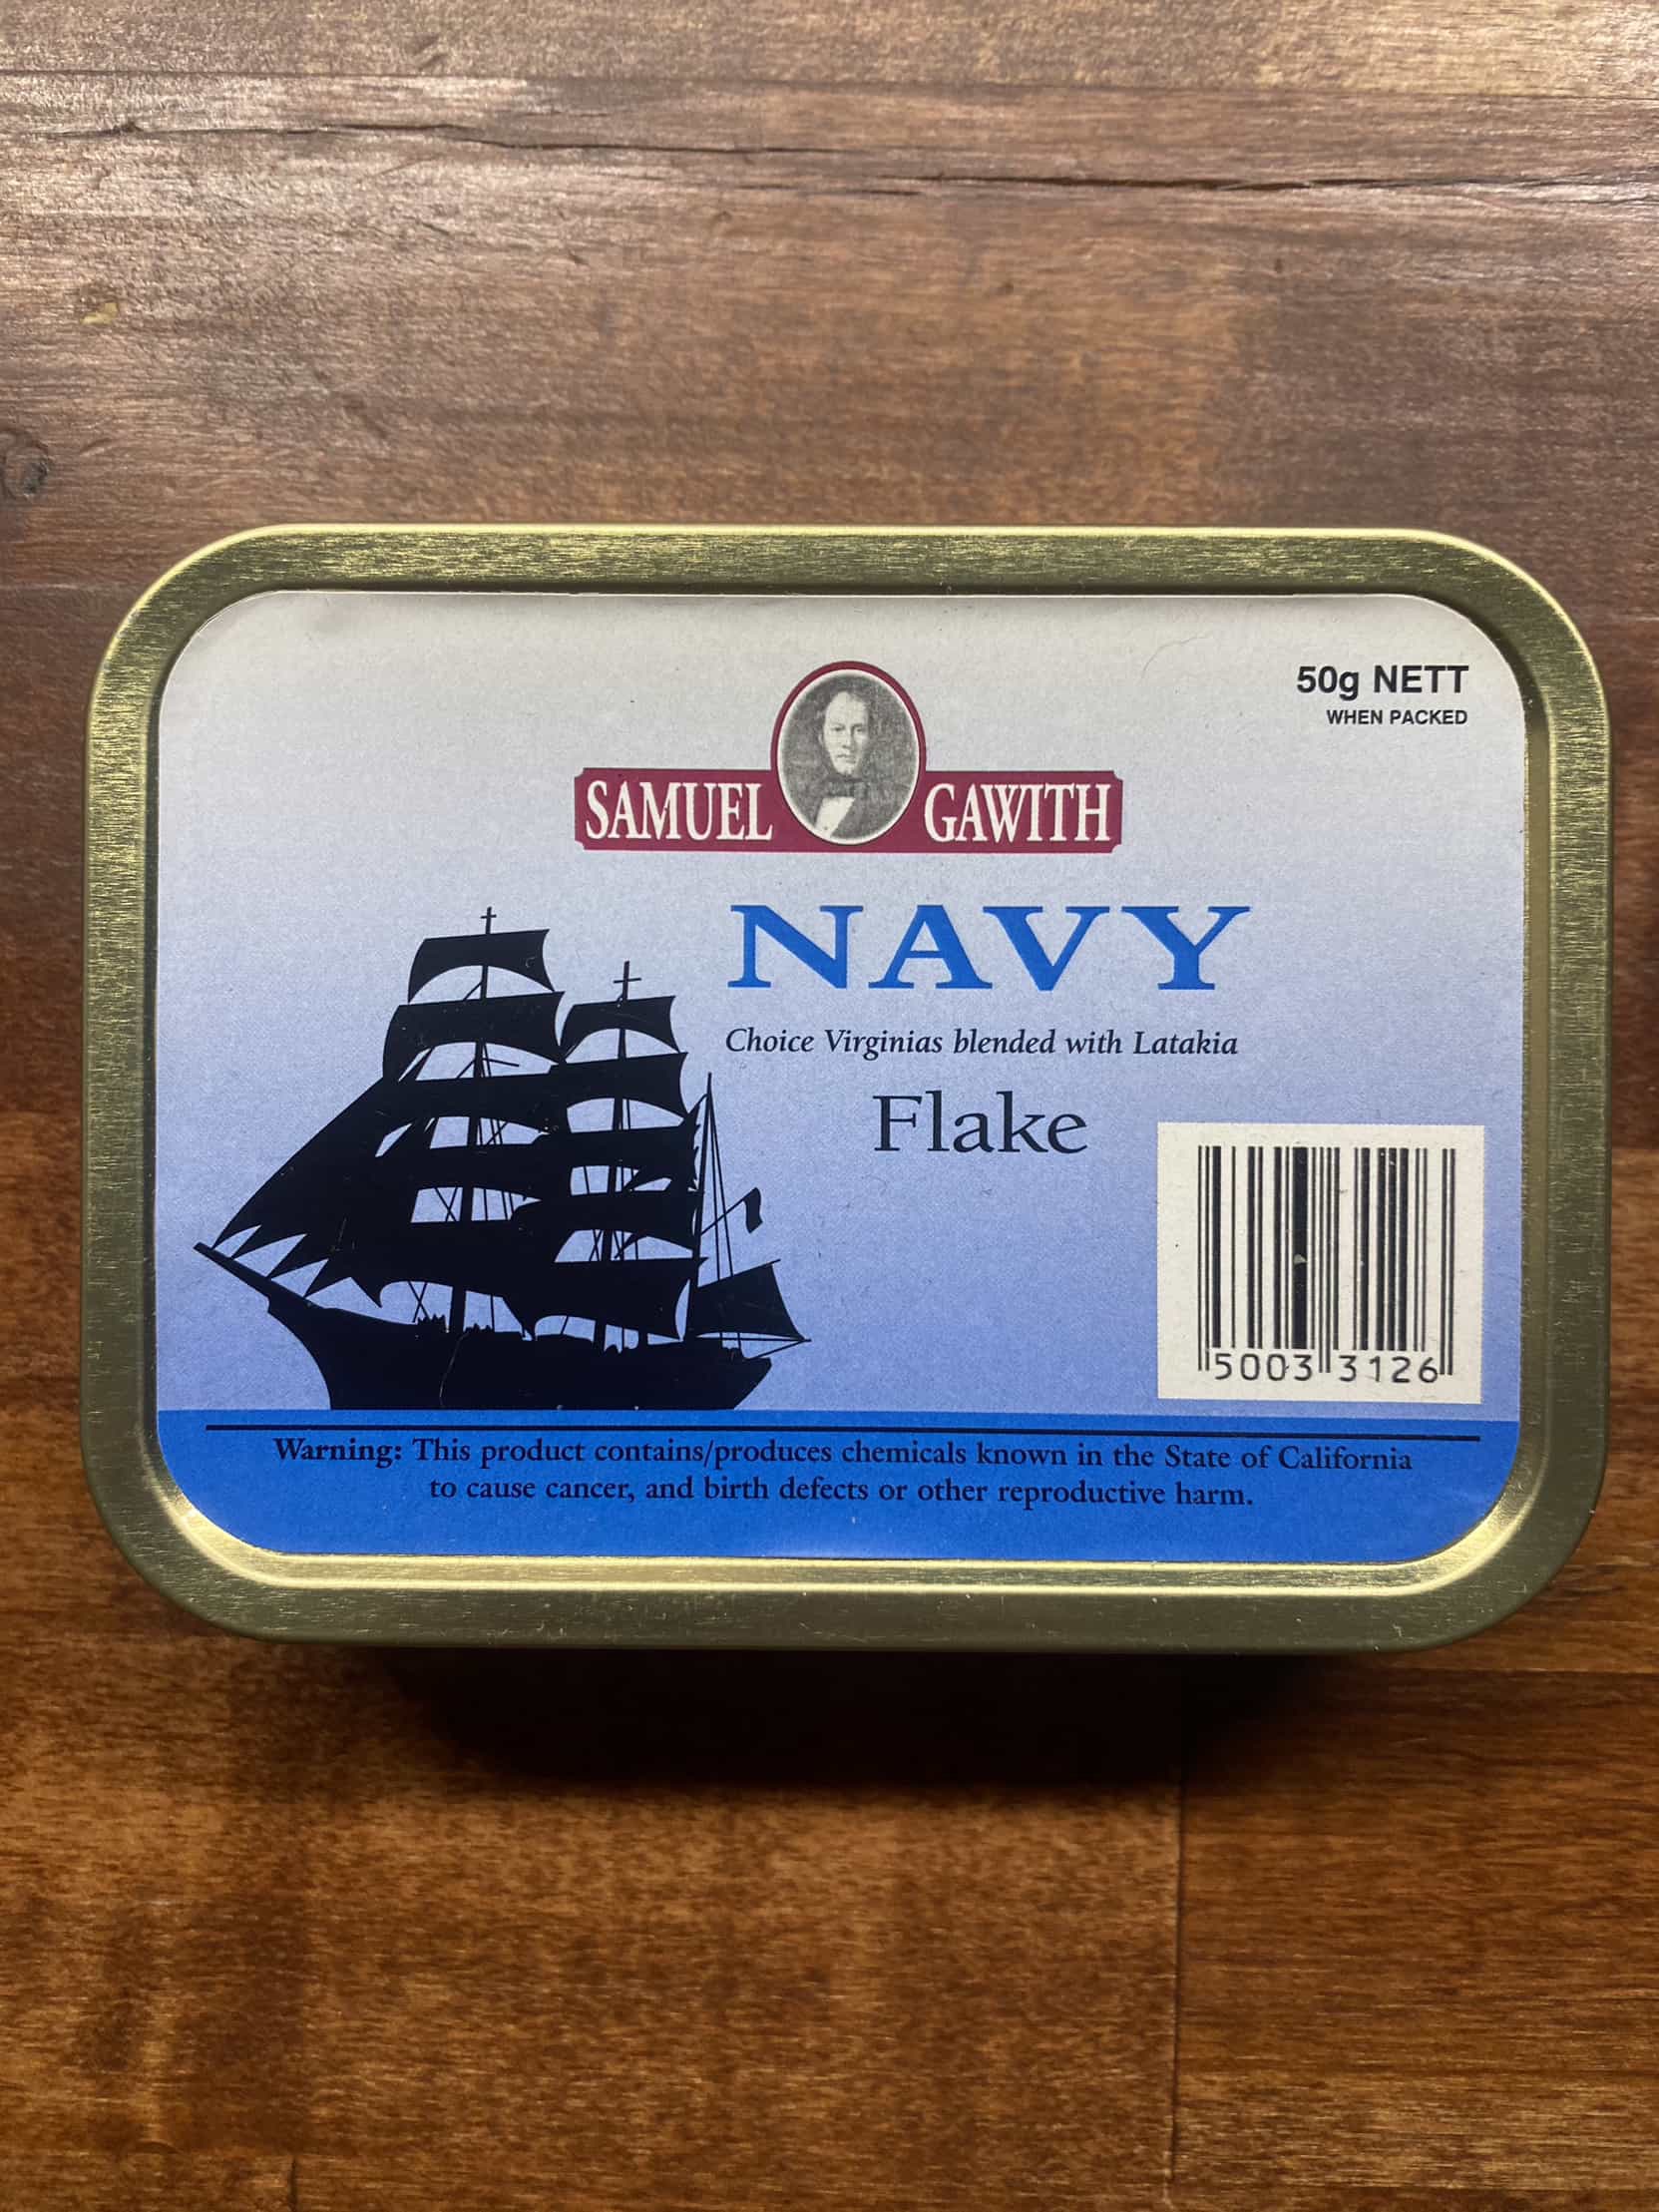 50g NETT
WHEN PACKED
SAMUEL GAWITH
NAVY
Choice Virginias blended with Latakia
Flake
5003 3126
Warning: This product contains/produces chemicals known in the State of California
to cause cancer, and birth defects or other reproductive harm.